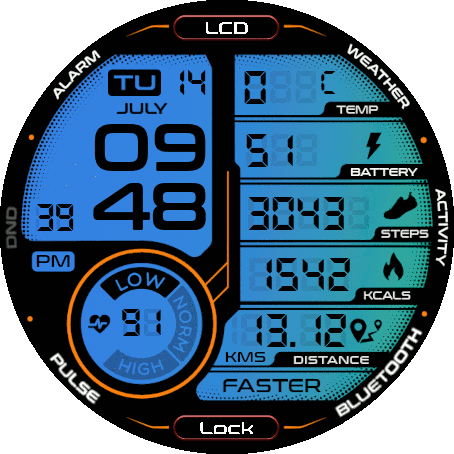 LCD
ALARM
WEATHER
TU 14
JULY
09
48
39
DND
PM
0 C
TEMP
51
BATTERY
3043
STEPS
ACTIVITY
1542
KCALS
13.12
KMS DISTANCE
FASTER
LOW
NORM
HIGH
91
PULSE
BLUETOOTH
Lock